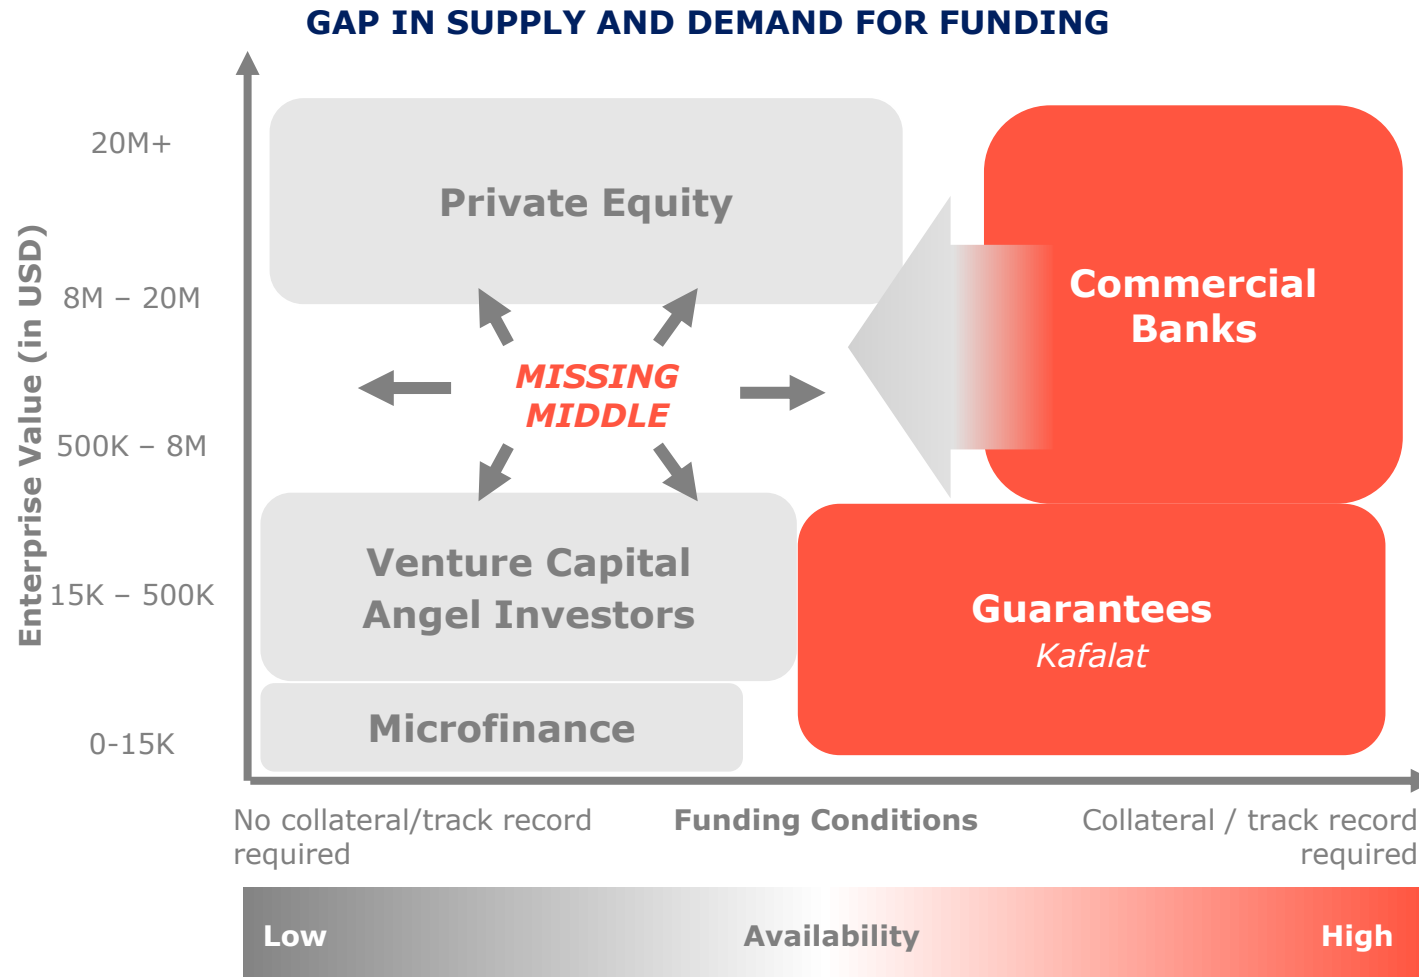 GAP IN SUPPLY AND DEMAND FOR FUNDING
Enterprise Value (in USD)
20M+
8M – 20M
500K – 8M
15K – 500K
0-15K
Private Equity
Commercial
Banks
MISSING
MIDDLE
Venture Capital
Angel Investors
Guarantees
Kafalat
Microfinance
No collateral/track record
required
Funding Conditions
Collateral / track record
required
Low
Availability
High